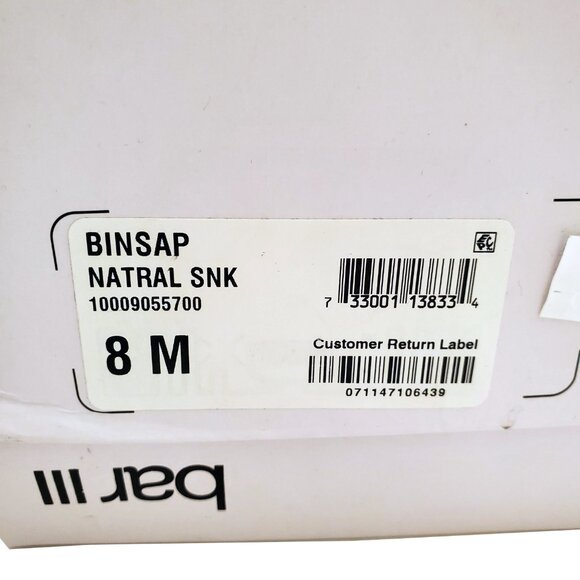 BINSAP
NATRAL SNK
10009055700
8 M
7 33001 13833 4
Customer Return Label
071147106439
bar III